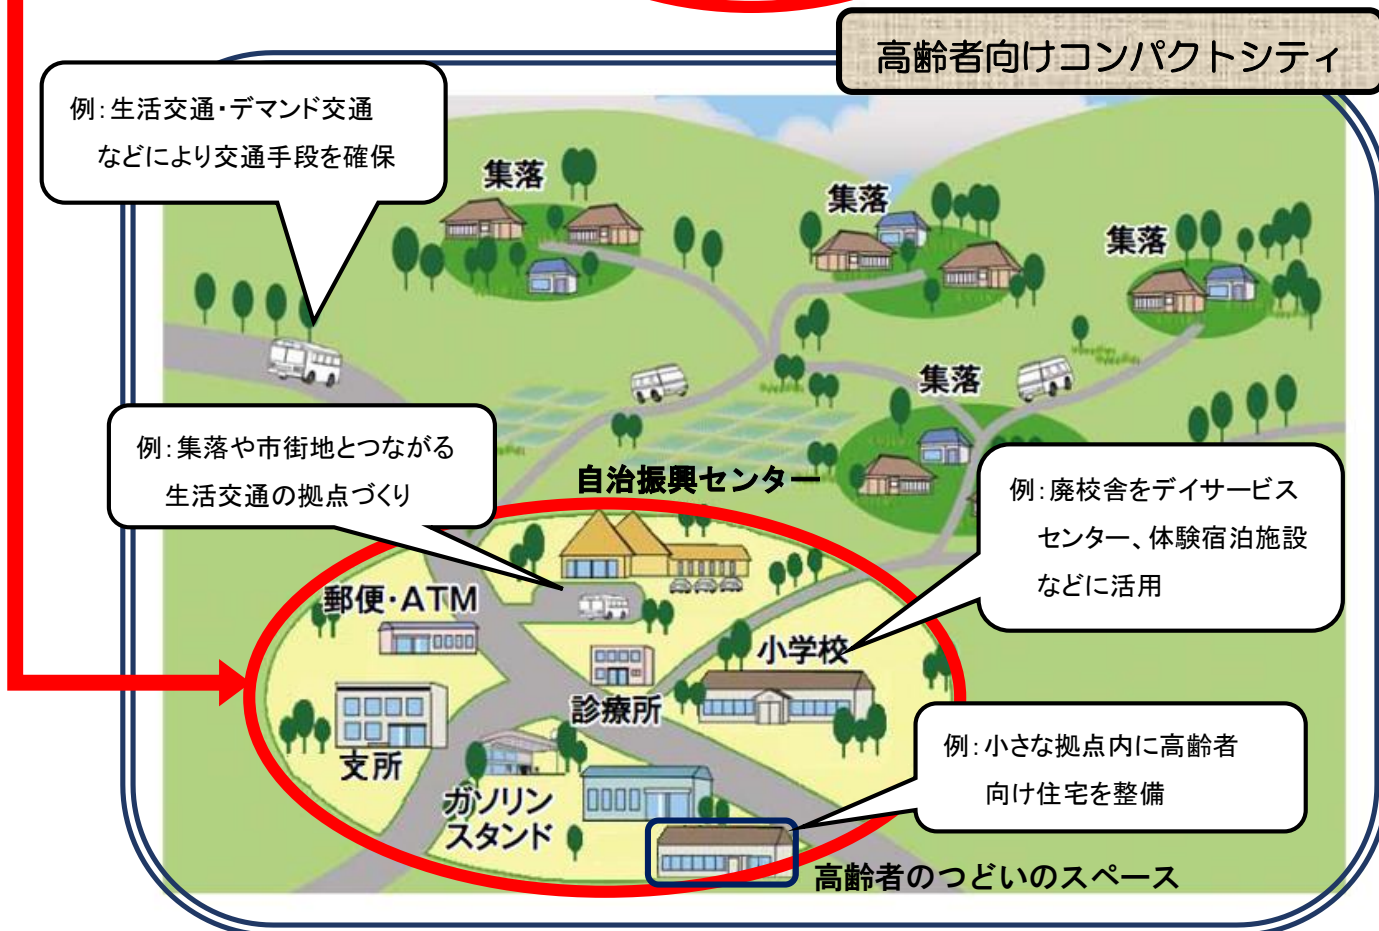 高齢者向けコンパクトシティ
例：生活交通・デマンド交通
などにより交通手段を確保
集落
集落
集落
集落
例：集落や市街地とつながる
生活交通の拠点づくり
自治振興センター
例：廃校舎をデイサービス
センター、体験宿泊施設
などに活用
郵便・ATM
小学校
診療所
支所
ガソリン
スタンド
例：小さな拠点内に高齢者
向け住宅を整備
高齢者のつどいのスペース